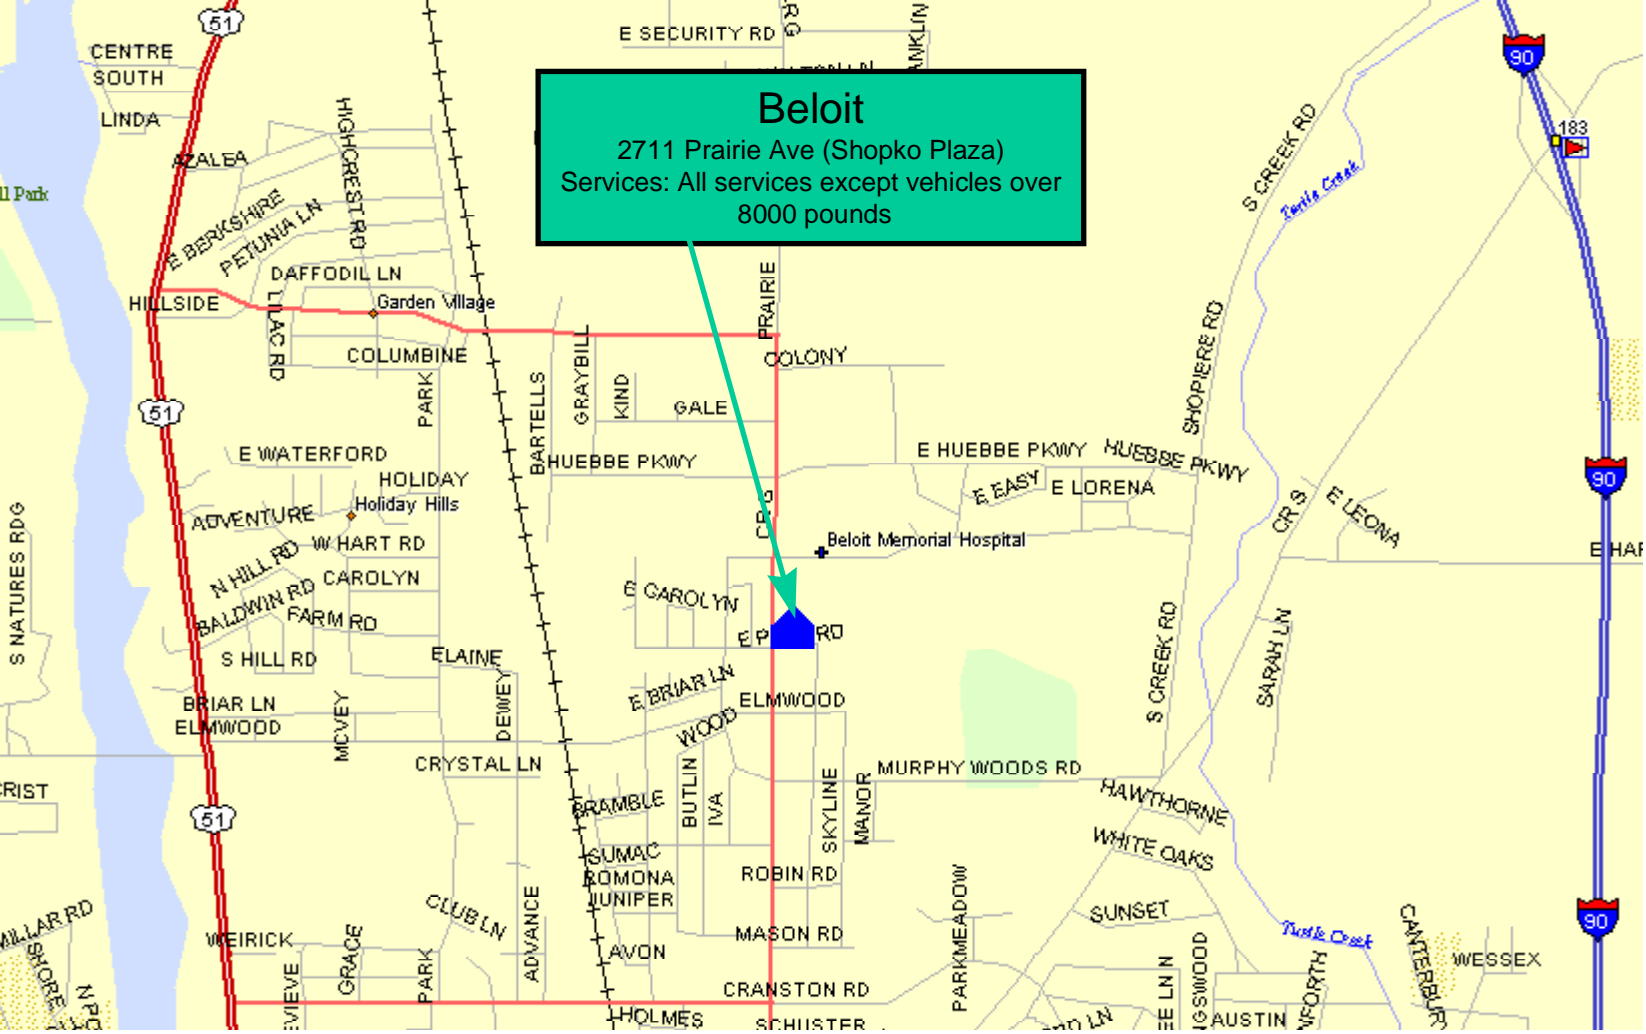 51
CENTRE
SOUTH
LINDA
AZALEA
HIGHCREST RD
E SECURITY RD
Beloit
2711 Prairie Ave (Shopko Plaza)
Services: All services except vehicles over
8000 pounds
S CREEK RD
Turtle Creek
90
183
Park
E BERKSHIRE
PETUNIA LN
DAFFODIL LN
HILLSIDE
LILAC RD
Garden Village
COLUMBINE
PARK
51
PRAIRIE
COLONY
GRAYBILL
KIND
GALE
BARTELLS
HUEBBE PKWY
E HUEBBE PKWY
HUEBBE PKWY
SHOPIERE RD
E EASY
E LORENA
90
CR S
E LEONA
E WATERFORD
HOLIDAY
Holiday Hills
ADVENTURE
W HART RD
N HILL RD
CAROLYN
BALDWIN RD
FARM RD
S HILL RD
S NATURES RDG
Beloit Memorial Hospital
E CAROLYN
RD
ELAINE
E BRIAR LN
ELMWOOD
S CREEK RD
SARAH LN
BRIAR LN
ELMWOOD
MCVEY
DEWEY
WOOD
CRYSTAL LN
MURPHY WOODS RD
BUTLIN
IVA
SKYLINE
MANOR
HAWTHORNE
WHITE OAKS
51
BRAMBLE
SUMAC
ROMONA
JUNIPER
ROBIN RD
CLUB LN
ADVANCE
MASON RD
PARKMEADOW
SUNSET
Turtle Creek
CANTERBURY
90
WESSEX
MILLAR RD
SHORE
WEIRICK
GRACE
PARK
AVON
CRANSTON RD
HOLMES
SCHUSTER
AUSTIN